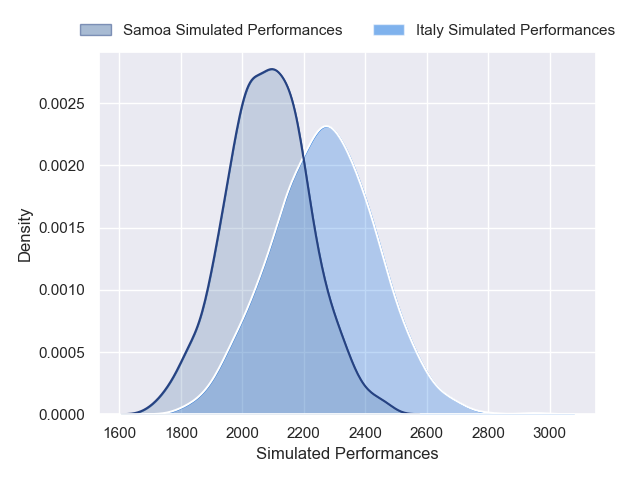 Samoa Simulated Performances Italy Simulated Performances
0.0025
0.0020
0.0015
0.0010
0.0005
0.0000
Density
1600 1800 2000 2200 2400 2600 2800 3000
Simulated Performances